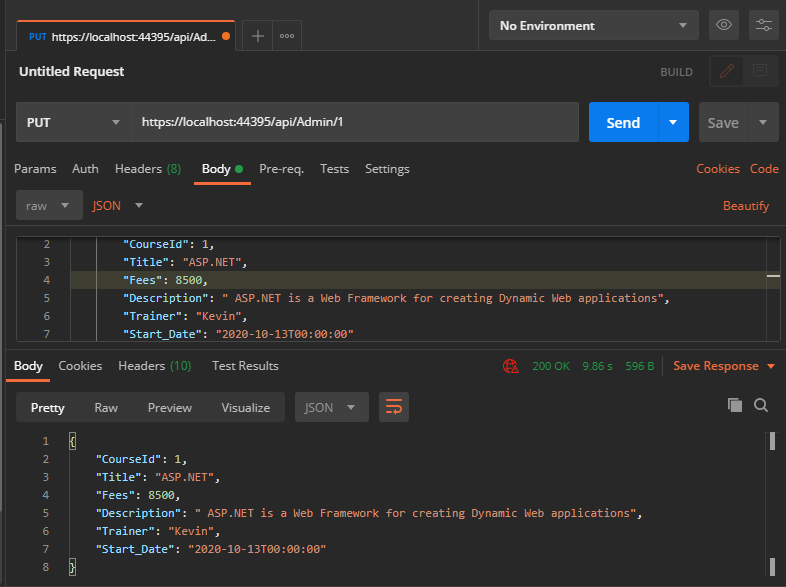 PUT https://localhost:44395/api/Ad... + ooo No Environment
Untitled Request BUILD
PUT https://localhost:44395/api/Admin/1 Send Save
Params Auth Headers (8) Body Pre-req. Tests Settings Cookies Code
raw JSON Beautify
2 "CourseId": 1,
3 "Title": "ASP.NET",
4 "Fees": 8500,
5 "Description": " ASP.NET is a Web Framework for creating Dynamic Web applications",
6 "Trainer": "Kevin",
7 "Start_Date": "2020-10-13T00:00:00"
Body Cookies Headers (10) Test Results 200 OK 9.86 s 596 B Save Response
Pretty Raw Preview Visualize JSON
1 {
2 "CourseId": 1,
3 "Title": "ASP.NET",
4 "Fees": 8500,
5 "Description": " ASP.NET is a Web Framework for creating Dynamic Web applications",
6 "Trainer": "Kevin",
7 "Start_Date": "2020-10-13T00:00:00"
8 }